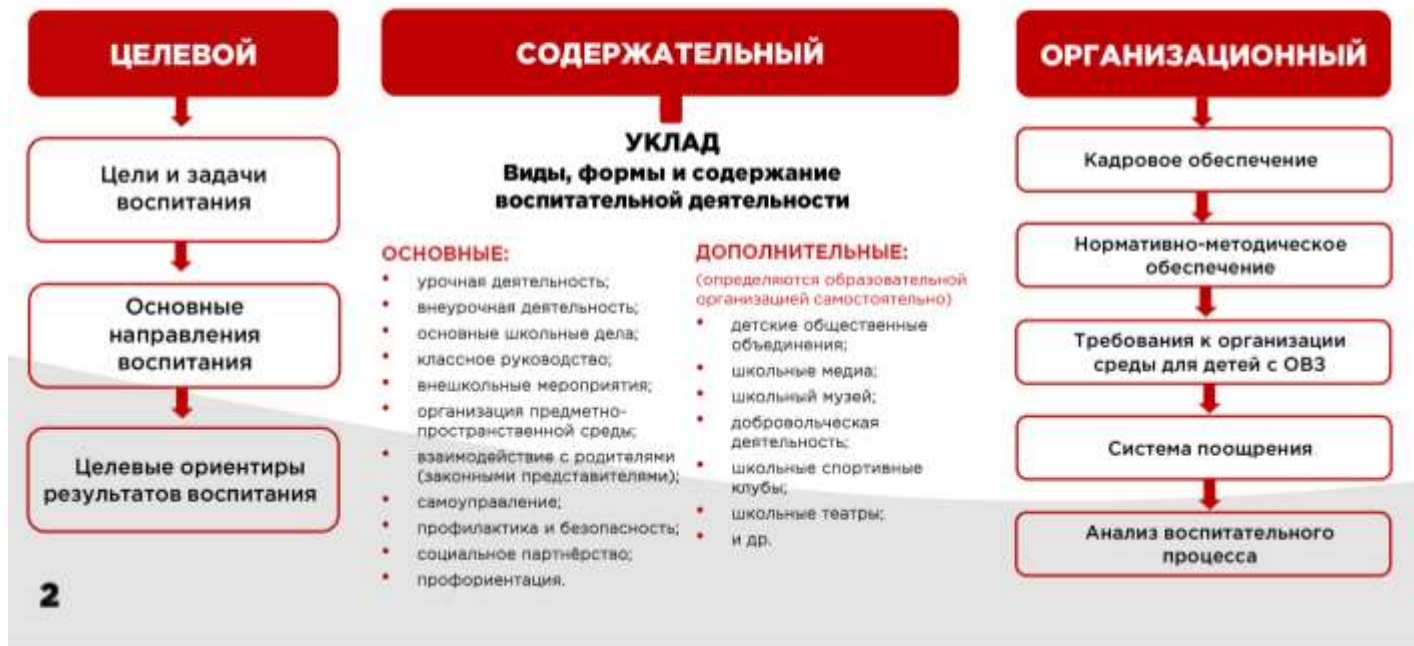 ЦЕЛЕВОЙ
Цели и задачи
воспитания
Основные
направления
воспитания
Целевые ориентиры
результатов воспитания
СОДЕРЖАТЕЛЬНЫЙ
УКЛАД
Виды, формы и содержание
воспитательной деятельности
ОСНОВНЫЕ:
• урочная деятельность;
• внеурочная деятельность;
• основные школьные дела;
• классное руководство;
• внешкольные мероприятия;
• организация предметно-
пространственной среды;
• взаимодействие с родителями
(законными представителями);
• самоуправление;
• профилактика и безопасность;
• социальное партнёрство;
• профориентация.
ДОПОЛНИТЕЛЬНЫЕ:
(определяются образовательной
организацией самостоятельно)
• детские общественные
объединения;
• школьные медиа;
• школьный музей;
• добровольческая
деятельность;
• школьные спортивные
клубы;
• школьные театры;
• и др.
ОРГАНИЗАЦИОННЫЙ
Кадровое обеспечение
Нормативно-методическое
обеспечение
Требования к организации
среды для детей с ОВЗ
Система поощрения
Анализ воспитательного
процесса
2